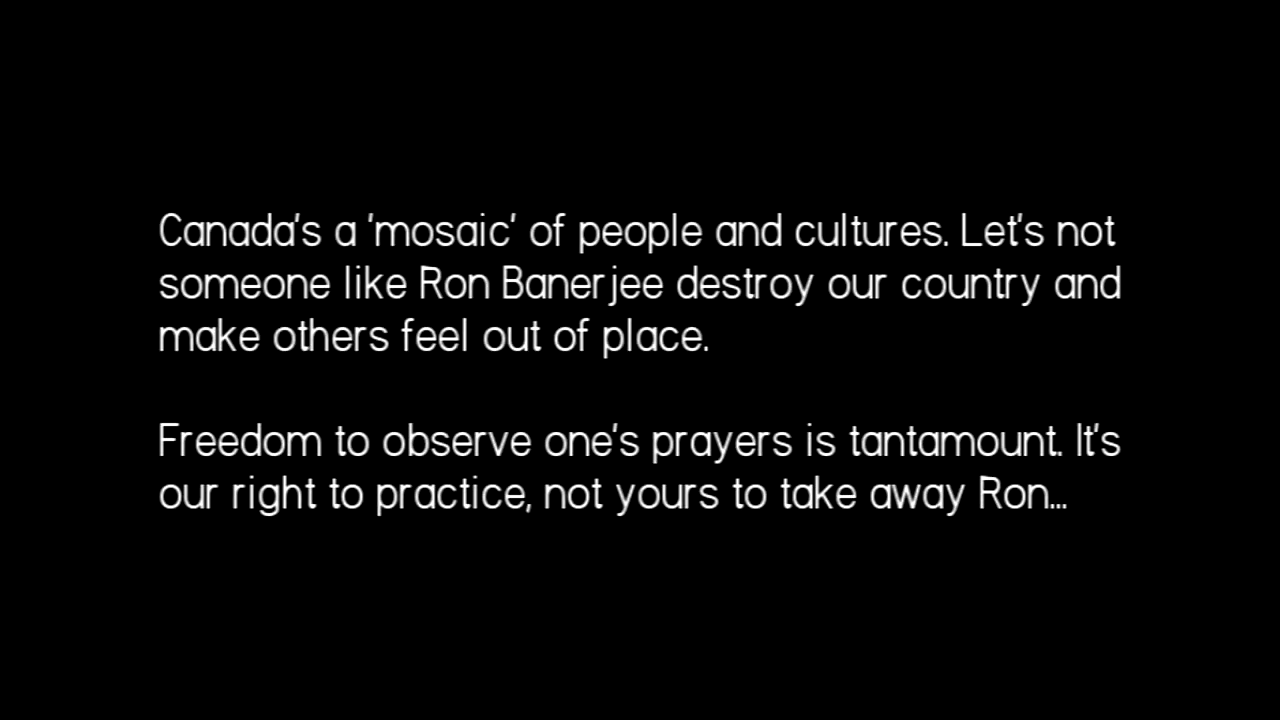 Canada's a 'mosaic' of people and cultures. Let's not
someone like Ron Banerjee destroy our country and
make others feel out of place.
Freedom to observe one's prayers is tantamount. It's
our right to practice, not yours to take away Ron...